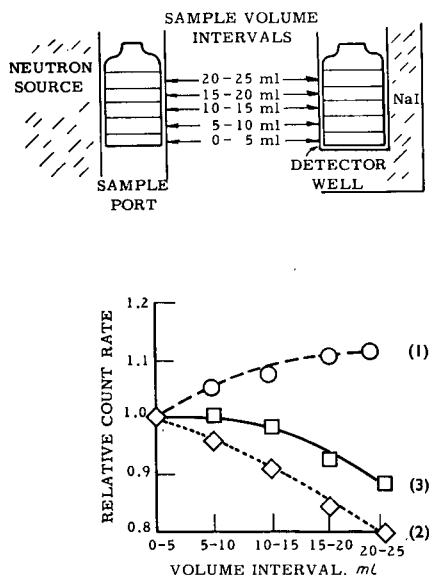 SAMPLE VOLUME
INTERVALS
NEUTRON
SOURCE
20-25 ml
15-20 ml
10-15 ml
5-10 ml
0-5 ml
NaI
SAMPLE
PORT
DETECTOR
WELL
RELATIVE COUNT RATE
1.2
1.1
1.0
0.9
0.8
(1)
(3)
(2)
0-5
5-10
10-15
15-20
20-25
VOLUME INTERVAL, ml